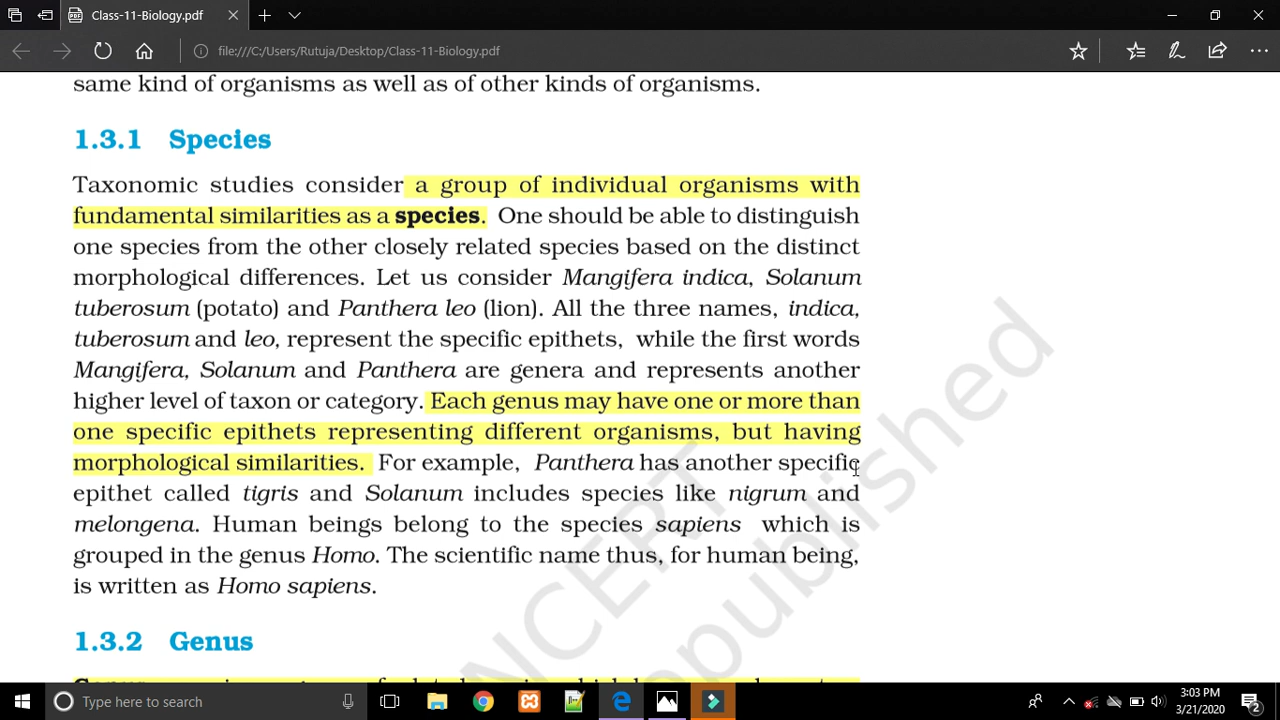 Class-11-Biology.pdf
file:///C:/Users/Rutuja/Desktop/Class-11-Biology.pdf
same kind of organisms as well as of other kinds of organisms.
1.3.1 Species
Taxonomic studies consider a group of individual organisms with
fundamental similarities as a species. One should be able to distinguish
one species from the other closely related species based on the distinct
morphological differences. Let us consider Mangifera indica, Solanum
tuberosum (potato) and Panthera leo (lion). All the three names, indica,
tuberosum and leo, represent the specific epithets, while the first words
Mangifera, Solanum and Panthera are genera and represents another
higher level of taxon or category. Each genus may have one or more than
one specific epithets representing different organisms, but having
morphological similarities. For example, Panthera has another specific
epithet called tigris and Solanum includes species like nigrum and
melongena. Human beings belong to the species sapiens which is
grouped in the genus Homo. The scientific name thus, for human being,
is written as Homo sapiens.
1.3.2 Genus
NCERT
republished
Type here to search
3:03 PM
3/21/2020
2